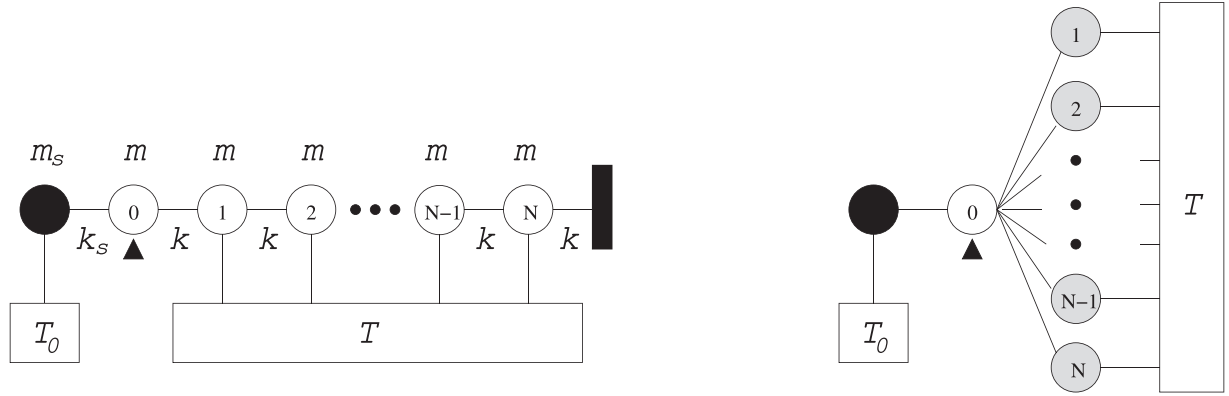 m_s m m m m m
0 1 2 N−1 N
k_s k k k k
T_0 T
1
2
0
N−1
N
T_0
T